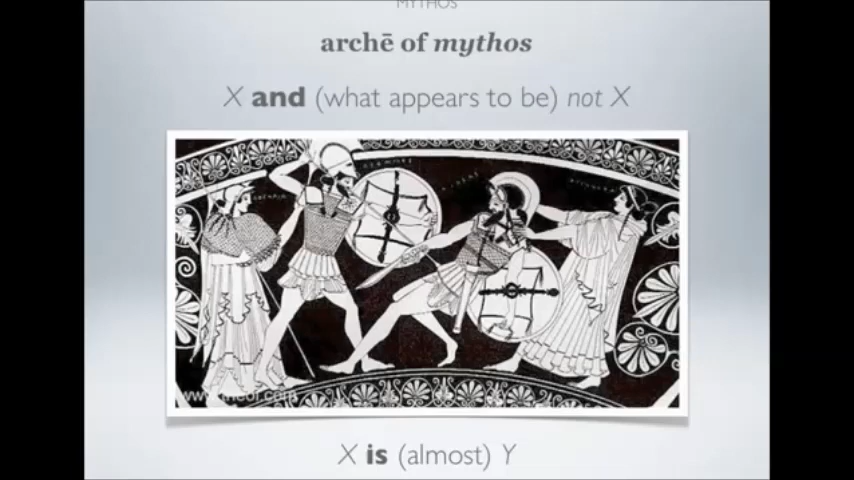 MYTHOS
archē of mythos
X and (what appears to be) not X
X is (almost) Y